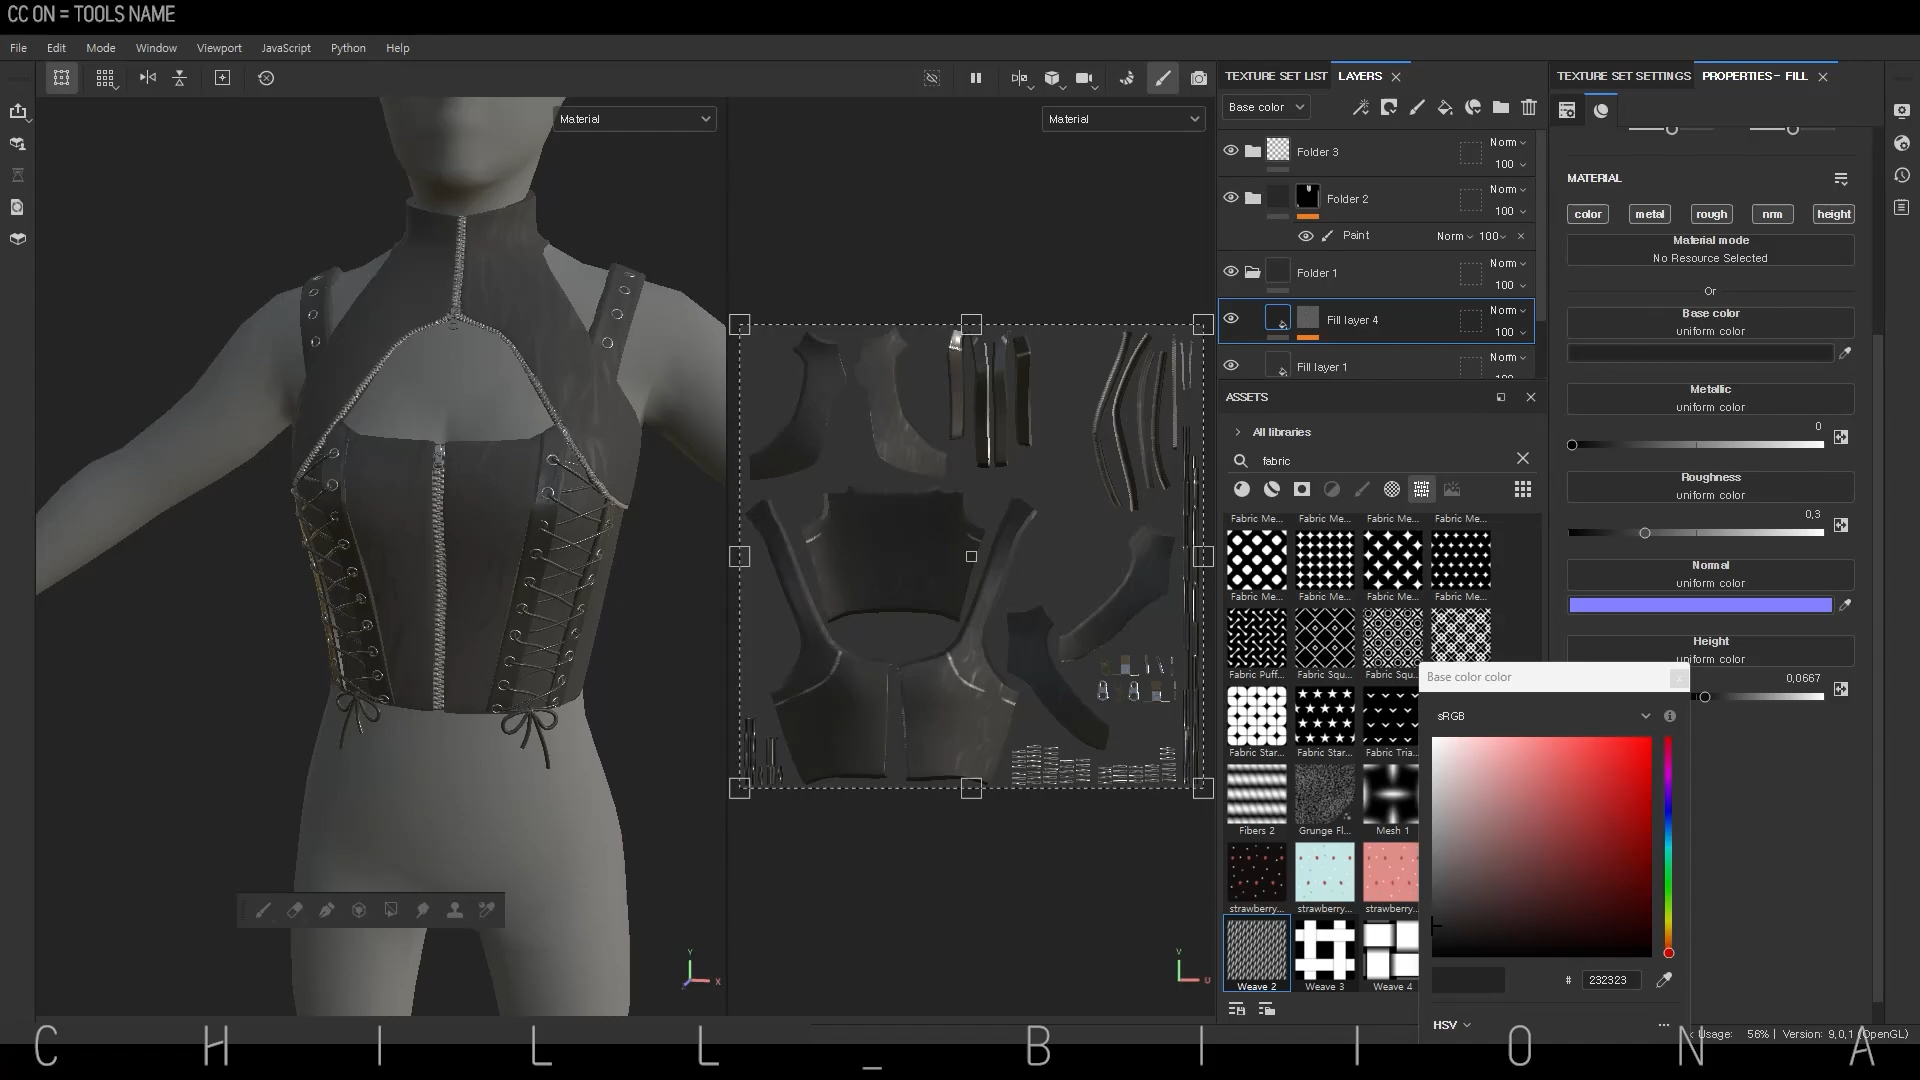 CC ON = TOOLS NAME
File Edit Mode Window Viewport JavaScript Python Help
Material
Material
TEXTURE SET LIST LAYERS
Base color
Folder 3 Norm 100
Folder 2 Norm 100
Paint Norm 100
Folder 1 Norm 100
Fill layer 4 Norm 100
Fill layer 1 Norm
ASSETS
All libraries
fabric
Fabric Me... Fabric Me... Fabric Me... Fabric Me...
Fabric Me... Fabric Me... Fabric Me... Fabric Me...
Fabric Puff... Fabric Squ... Fabric Squ... Fabric Squ...
Fabric Star... Fabric Star... Fabric Tria...
Fibers 2 Grunge Fl... Mesh 1
strawberry... strawberry... strawberry...
Weave 2 Weave 3 Weave 4
TEXTURE SET SETTINGS PROPERTIES - FILL
MATERIAL
color metal rough nrm height
Material mode
No Resource Selected
Or
Base color
uniform color
Metallic
uniform color
0
Roughness
uniform color
0,3
Normal
uniform color
Height
uniform color
0,0667
Base color color
sRGB
# 232323
HSV
Usage: 56% | Version: 9,0,1 (OpenGL)
Y
X
V
U
C H I L L _ B I I O N A